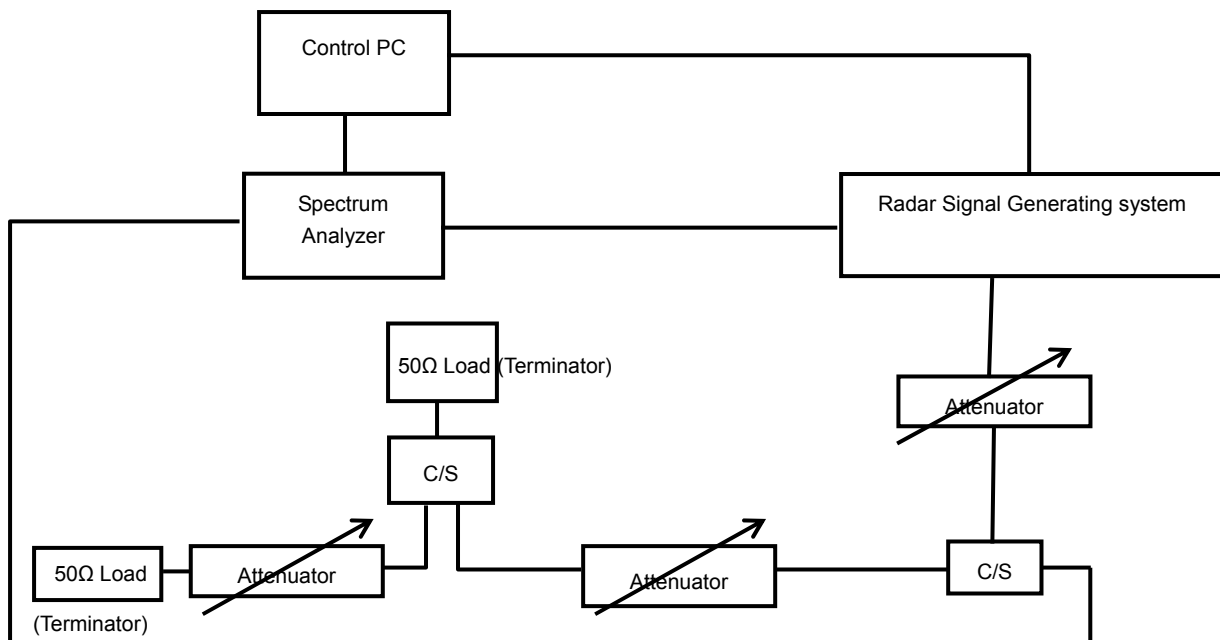 Control PC
Spectrum
Analyzer
Radar Signal Generating system
50Ω Load (Terminator)
Attenuator
C/S
50Ω Load
(Terminator)
Attenuator
Attenuator
C/S